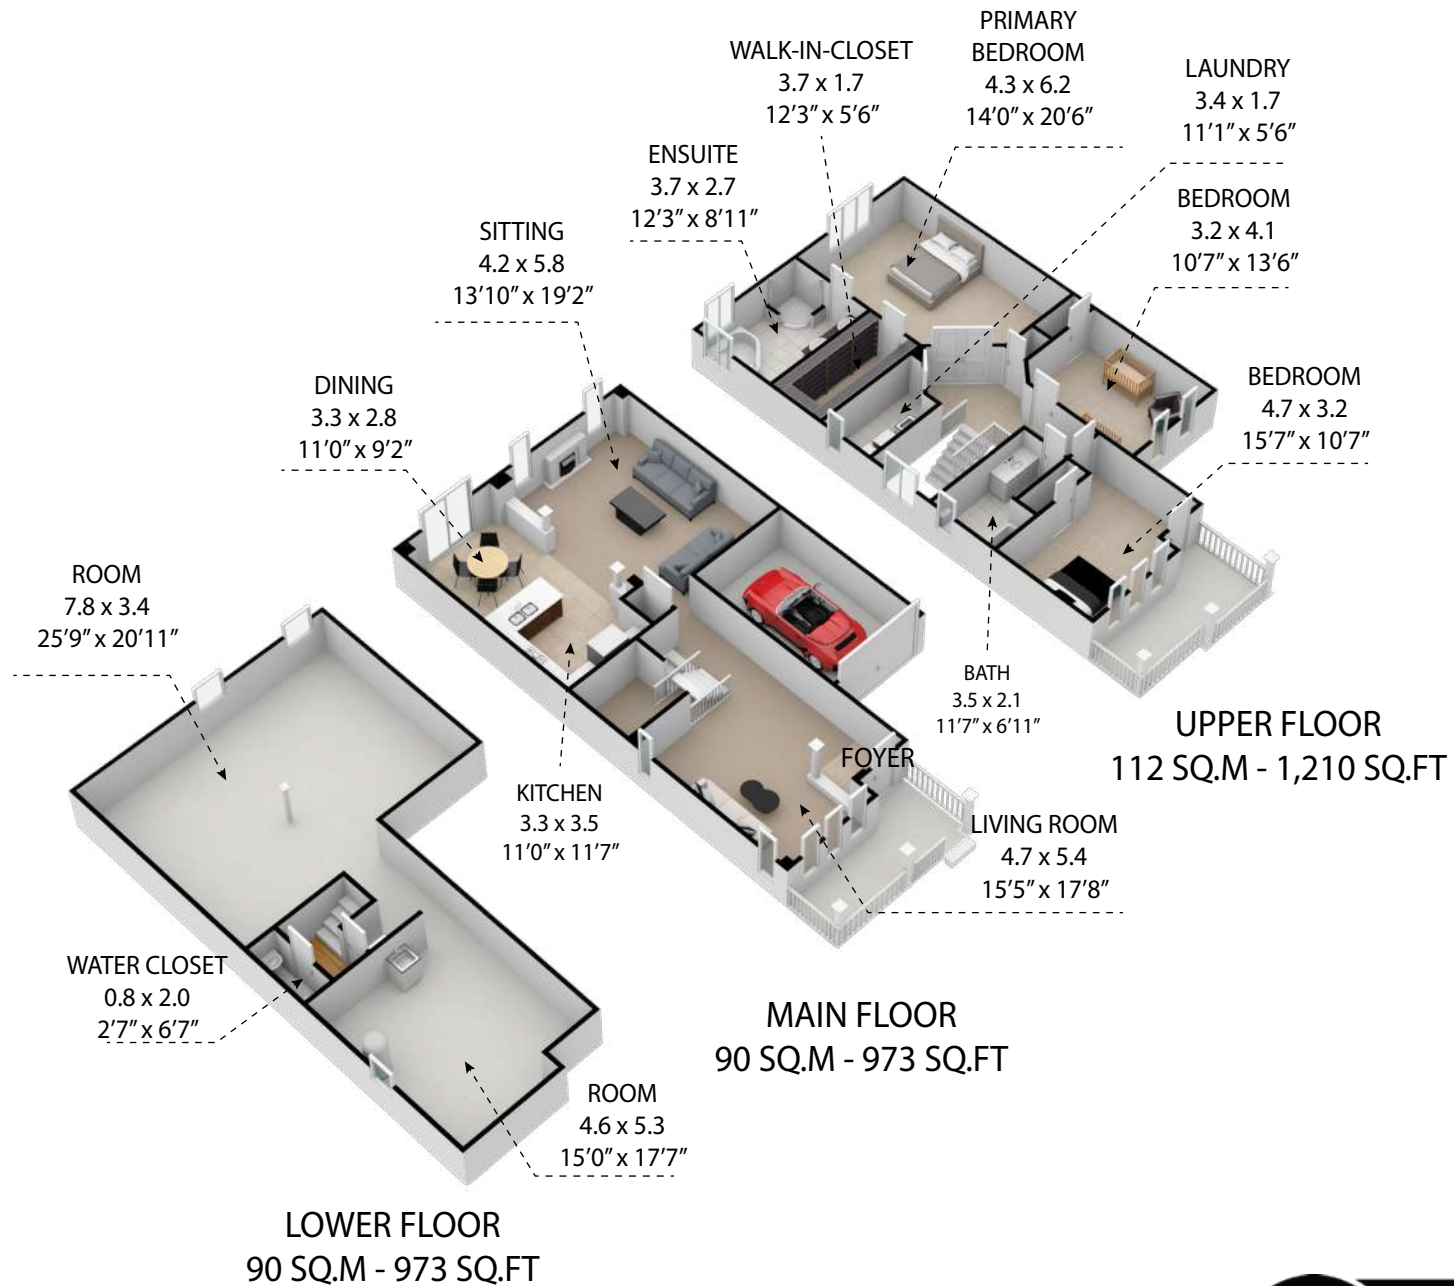 PRIMARY
BEDROOM
4.3 x 6.2
14'0" x 20'6"
WALK-IN-CLOSET
3.7 x 1.7
12'3" x 5'6"
LAUNDRY
3.4 x 1.7
11'1" x 5'6"
ENSUITE
3.7 x 2.7
12'3" x 8'11"
BEDROOM
3.2 x 4.1
10'7" x 13'6"
SITTING
4.2 x 5.8
13'10" x 19'2"
BEDROOM
4.7 x 3.2
15'7" x 10'7"
DINING
3.3 x 2.8
11'0" x 9'2"
ROOM
7.8 x 3.4
25'9" x 20'11"
BATH
3.5 x 2.1
11'7" x 6'11"
UPPER FLOOR
112 SQ.M - 1,210 SQ.FT
FOYER
KITCHEN
3.3 x 3.5
11'0" x 11'7"
LIVING ROOM
4.7 x 5.4
15'5" x 17'8"
WATER CLOSET
0.8 x 2.0
2'7" x 6'7"
MAIN FLOOR
90 SQ.M - 973 SQ.FT
ROOM
4.6 x 5.3
15'0" x 17'7"
LOWER FLOOR
90 SQ.M - 973 SQ.FT